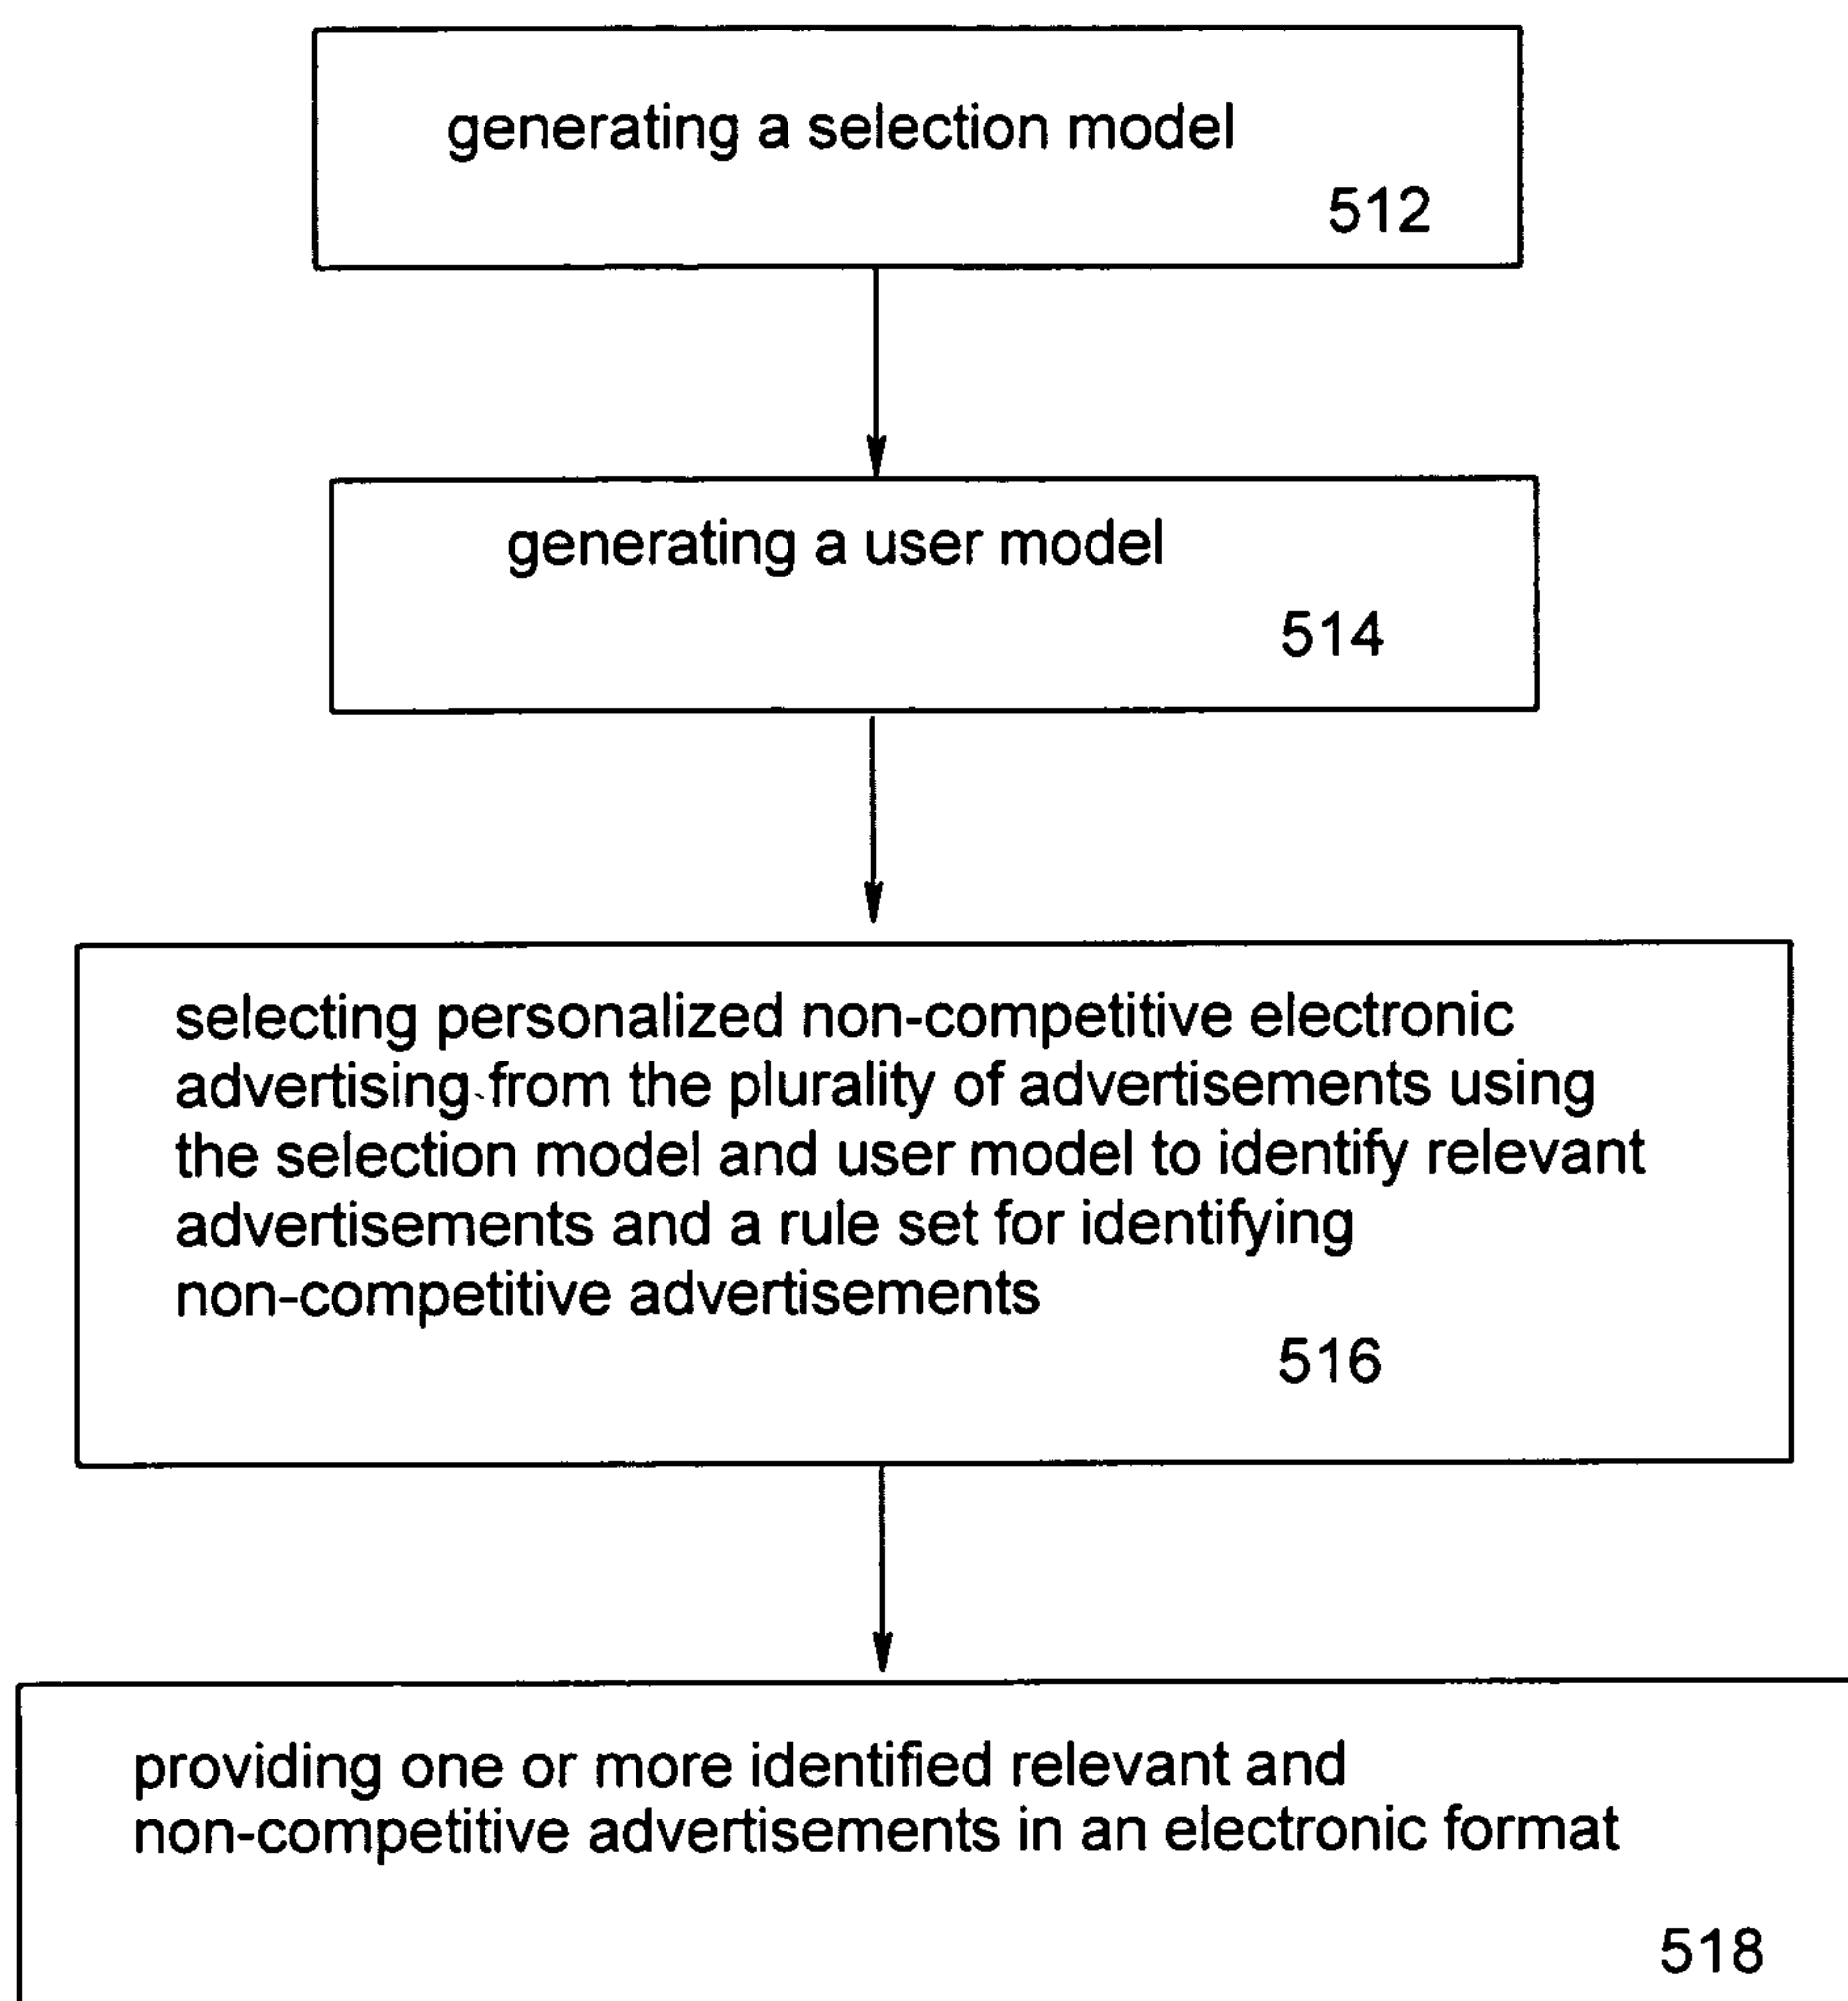 generating a selection model
512
generating a user model
514
selecting personalized non-competitive electronic
advertising from the plurality of advertisements using
the selection model and user model to identify relevant
advertisements and a rule set for identifying
non-competitive advertisements
516
providing one or more identified relevant and
non-competitive advertisements in an electronic format
518